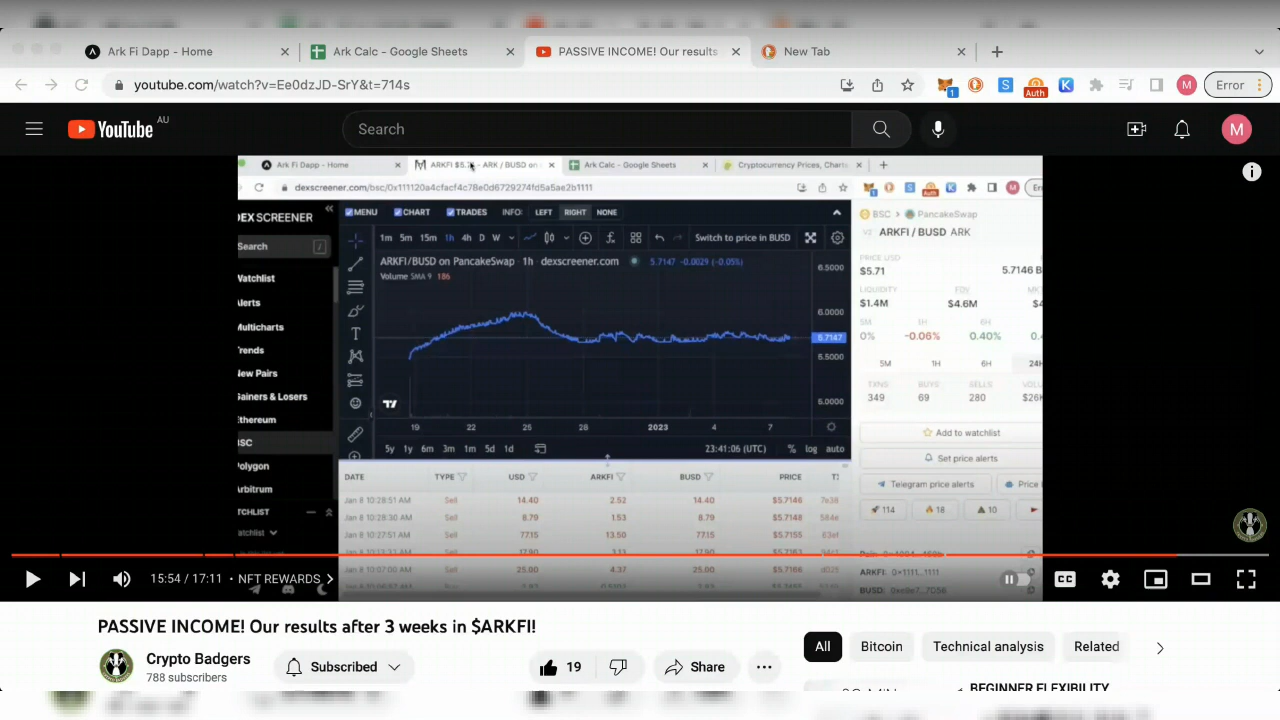 Ark Fi Dapp - Home
Ark Calc - Google Sheets
PASSIVE INCOME! Our results
New Tab
youtube.com/watch?v=Ee0dzJD-SrY&t=714s
1
S
Auth
K
M
Error
YouTube AU
Search
M
Ark Fi Dapp - Home
ARK / BUSD on
Ark Calc - Google Sheets
Cryptocurrency Prices, Charts
dexscreener.com/bsc/0x111120a4cfacf4c78e0d6729274fd5a5ae2b1111
DEX SCREENER
Search
Watchlist
Alerts
Multicharts
Trends
New Pairs
Gainers & Losers
Ethereum
BSC
Polygon
Arbitrum
MENU CHART TRADES INFO: LEFT RIGHT NONE
1m 5m 15m 1h 4h D W
Switch to price in BUSD
ARKFI/BUSD on PancakeSwap · 1h dexscreener.com 5.7147 -0.0029 (-0.05%)
Volume SMA 9 186
6.5000
6.0000
5.7147
5.5000
5.0000
19 22 26 28 2023 4 7
5y 1y 6m 3m 1m 5d 1d
23:41:06 (UTC) % log auto
DATE TYPE USD ARKFI BUSD PRICE
Jan 8 10:28:51 AM Sell 14.40 2.52 14.40 $5.7146
Jan 8 10:28:30 AM Sell 8.79 1.53 8.79 $5.7148
Jan 8 10:27:51 AM Sell 77.15 13.50 77.15 $5.7155
Jan 8 10:07:00 AM Sell 25.00 4.37 25.00 $5.7166
BSC > PancakeSwap
ARKFI / BUSD ARK
PRICE USD
$5.71
5.7146 B
LIQUIDITY
$1.4M
FDV
$4.6M
5M 1H 6H
0% -0.06% 0.40% 0.
5M 1H 6H 24H
TXNS BUYS SELLS VOLU
349 69 280 $26K
Add to watchlist
Set price alerts
Telegram price alerts
Price
114 18 10
ARKFI: 0x1111...1111
15:54 / 17:11 • NFT REWARDS
CC
PASSIVE INCOME! Our results after 3 weeks in $ARKFI!
Crypto Badgers
788 subscribers
Subscribed
19
Share
All
Bitcoin
Technical analysis
Related
BEGINNER FLEXIBILITY